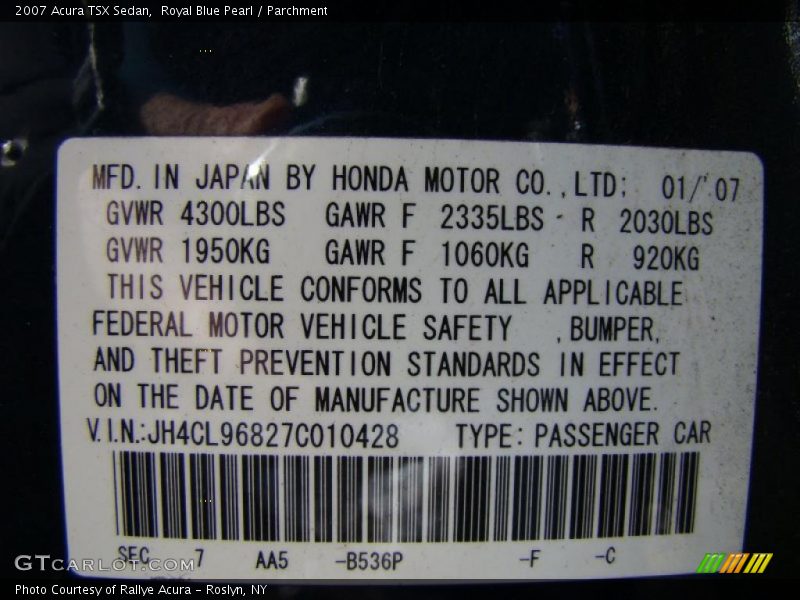 2007 Acura TSX Sedan,  Royal Blue Pearl / Parchment
MFD. IN JAPAN BY HONDA MOTOR CO.,LTD; 01/'07
GVWR 4300LBS GAWR F 2335LBS R 2030LBS
GVWR 1950KG GAWR F 1060KG R 920KG
THIS VEHICLE CONFORMS TO ALL APPLICABLE
FEDERAL MOTOR VEHICLE SAFETY ,BUMPER,
AND THEFT PREVENTION STANDARDS IN EFFECT
ON THE DATE OF MANUFACTURE SHOWN ABOVE.
V.I.N.:JH4CL96827C010428 TYPE: PASSENGER CAR
SEC 7 AA5 -B536P -F -C
GTCARLOT.COM
Photo Courtesy of Rallye Acura - Roslyn, NY